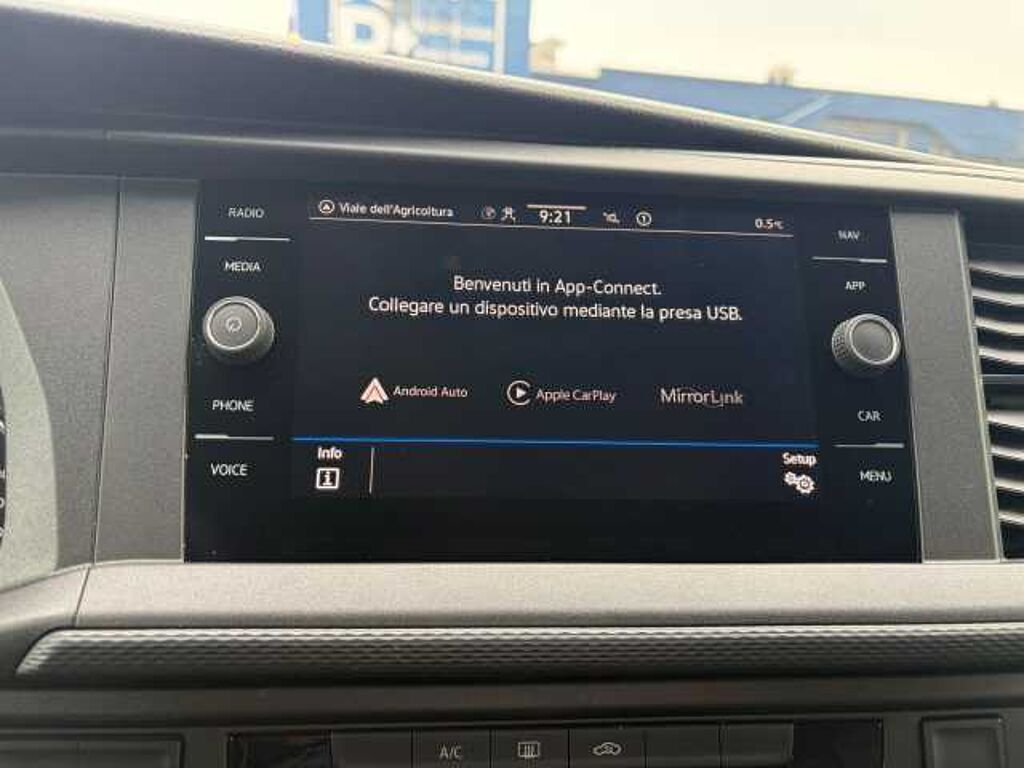 RADIO
MEDIA
PHONE
VOICE
Viale dell'Agricoltura
9:21
0.5°C
Benvenuti in App-Connect.
Collegare un dispositivo mediante la presa USB.
Android Auto
Apple CarPlay
MirrorLink
Info
Setup
NAV
APP
CAR
MENU
A/C